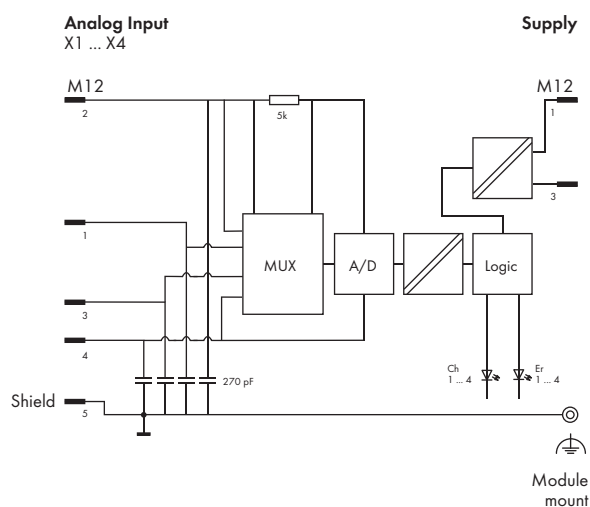 Analog Input
X1 ... X4
Supply
M12
2
5k
M12
1
3
1
MUX
A/D
Logic
3
4
270 pF
Ch
1 ... 4
Er
1 ... 4
Shield
5
Module
mount